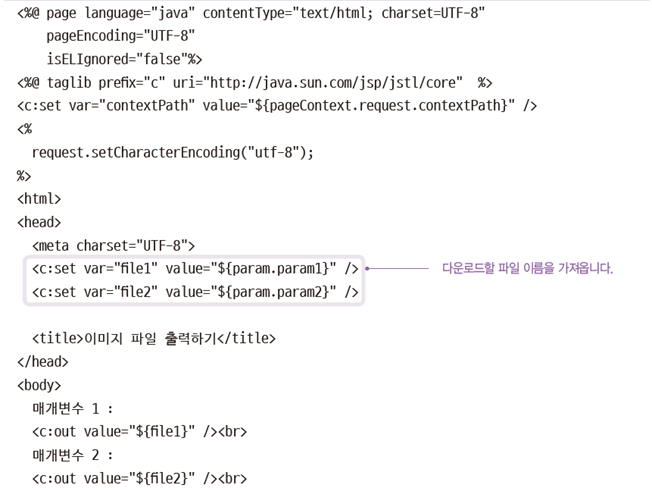 <%@ page language="java" contentType="text/html; charset=UTF-8"
    pageEncoding="UTF-8"
    isELIgnored="false"%>
<%@ taglib prefix="c" uri="http://java.sun.com/jsp/jstl/core"  %>
<c:set var="contextPath" value="${pageContext.request.contextPath}" />
<%
  request.setCharacterEncoding("utf-8");
%>
<html>
<head>
  <meta charset="UTF-8">
  <c:set var="file1" value="${param.param1}" /> 다운로드할 파일 이름을 가져옵니다.
  <c:set var="file2" value="${param.param2}" />
  <title>이미지 파일 출력하기</title>
</head>
<body>
  매개변수 1 :
  <c:out value="${file1}" /><br>
  매개변수 2 :
  <c:out value="${file2}" /><br>